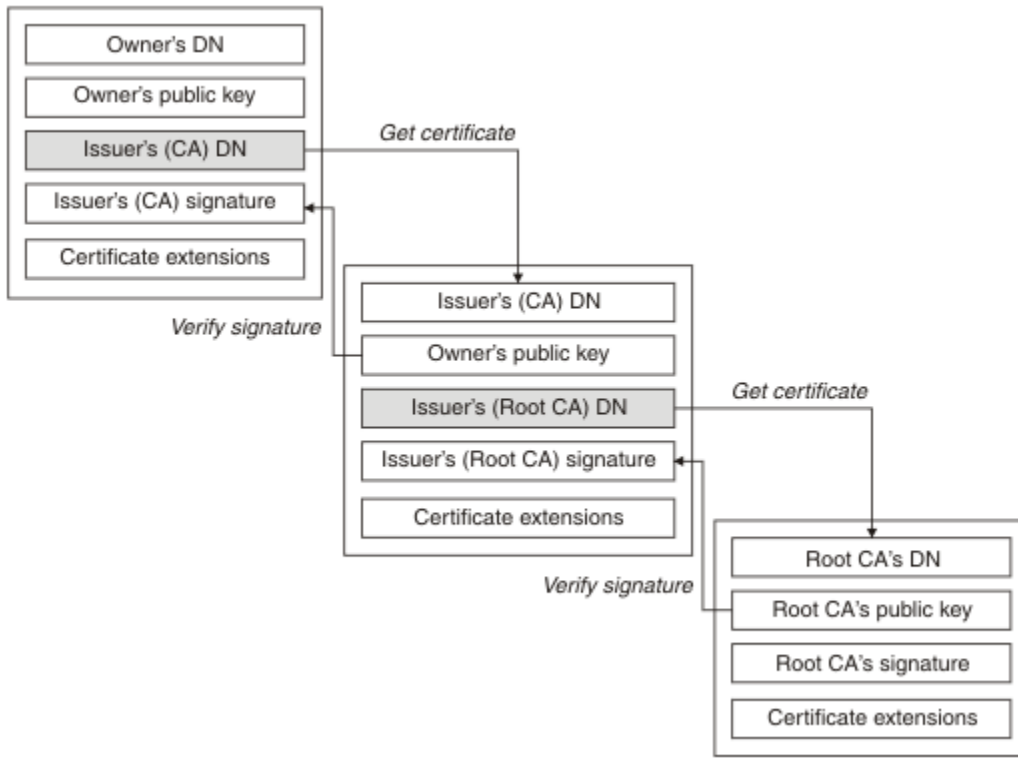 Owner's DN
Owner's public key
Issuer's (CA) DN
Issuer's (CA) signature
Certificate extensions
Get certificate
Verify signature
Issuer's (CA) DN
Owner's public key
Issuer's (Root CA) DN
Issuer's (Root CA) signature
Certificate extensions
Get certificate
Verify signature
Root CA's DN
Root CA's public key
Root CA's signature
Certificate extensions